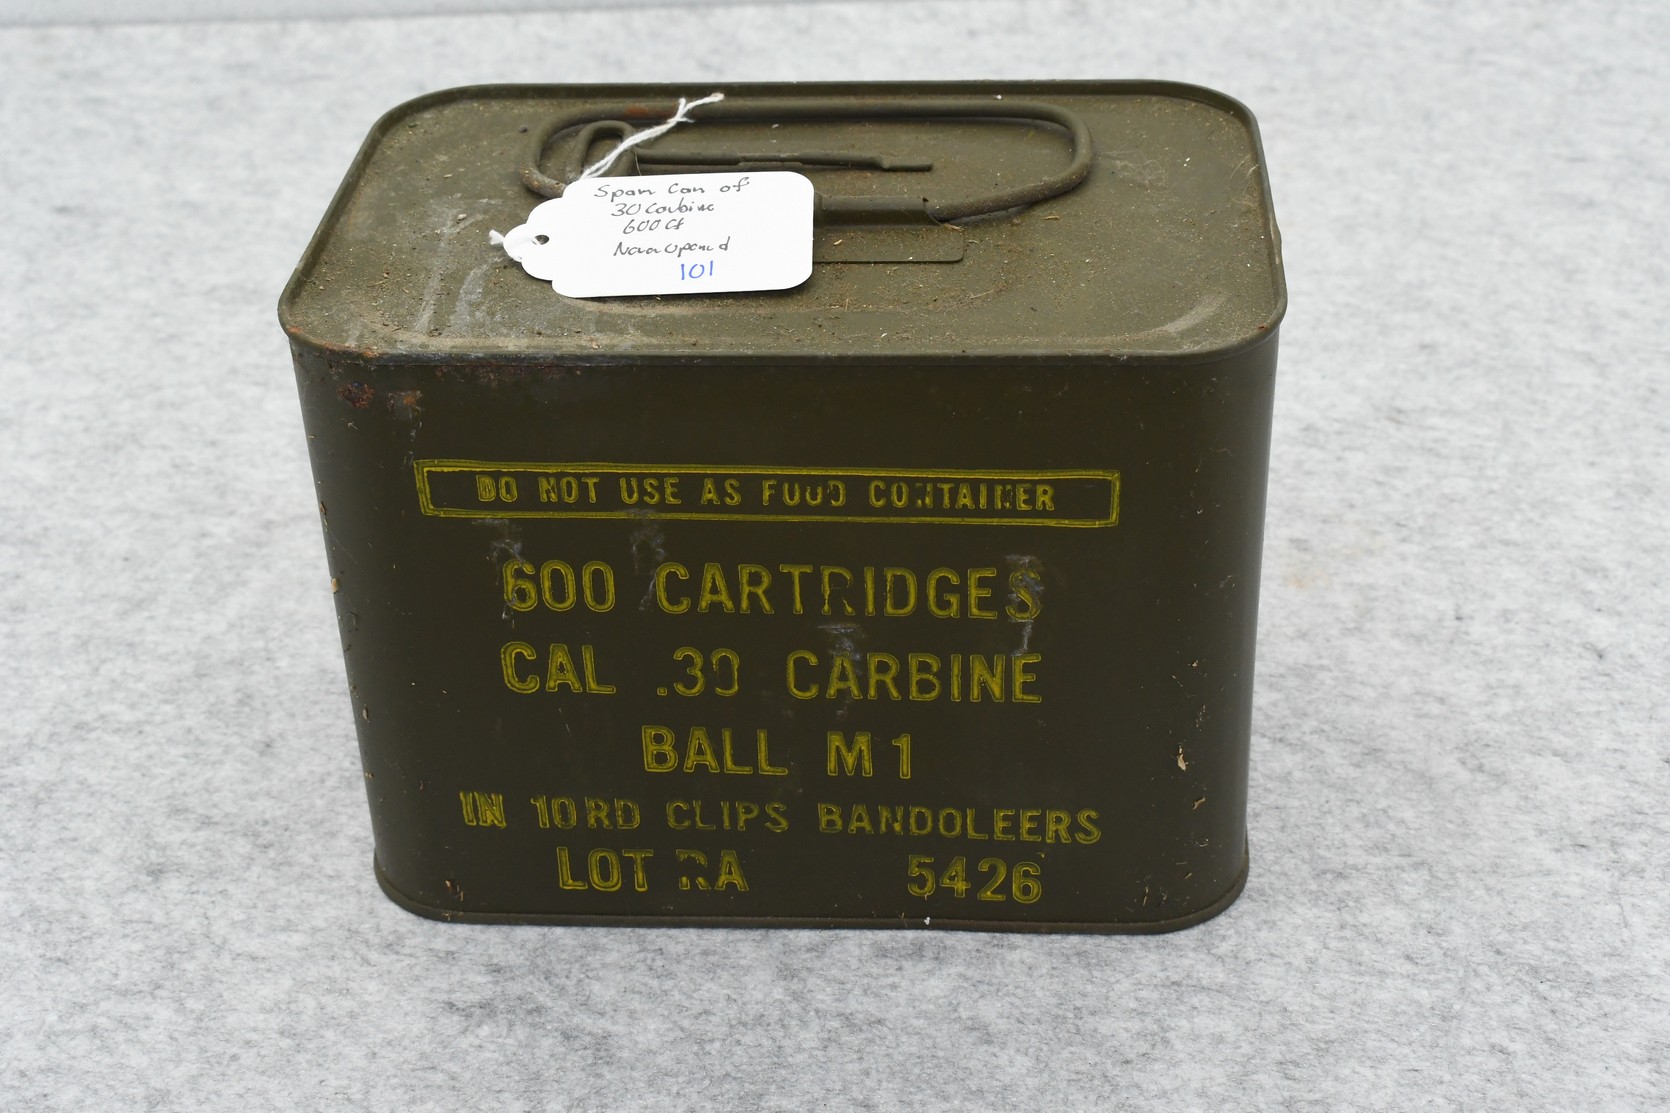 Spam Can of
30 Carbine
600 Ct
Never Opened
101
DO NOT USE AS FOOD CONTAINER
600 CARTRIDGES
CAL .30 CARBINE
BALL M1
IN 10RD CLIPS BANDOLEERS
LOT RA 5426